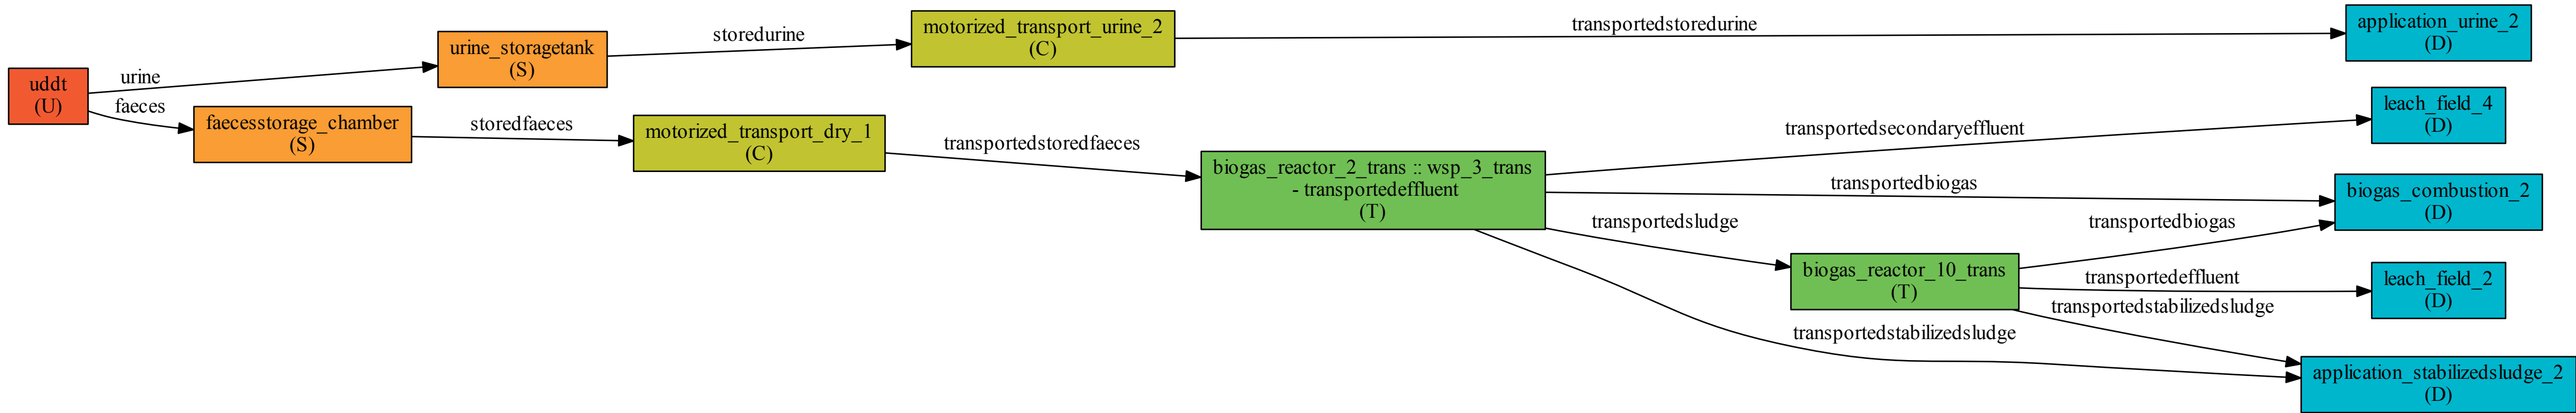 uddt
(U)
urine
faeces
urine_storagetank
(S)
faecesstorage_chamber
(S)
storedurine
storedfaeces
motorized_transport_urine_2
(C)
motorized_transport_dry_1
(C)
transportedstoredurine
transportedstoredfaeces
biogas_reactor_2_trans :: wsp_3_trans
- transportedeffluent
(T)
transportedsecondaryeffluent
transportedbiogas
transportedsludge
transportedstabilizedsludge
biogas_reactor_10_trans
(T)
transportedbiogas
transportedeffluent
transportedstabilizedsludge
application_urine_2
(D)
leach_field_4
(D)
biogas_combustion_2
(D)
leach_field_2
(D)
application_stabilizedsludge_2
(D)